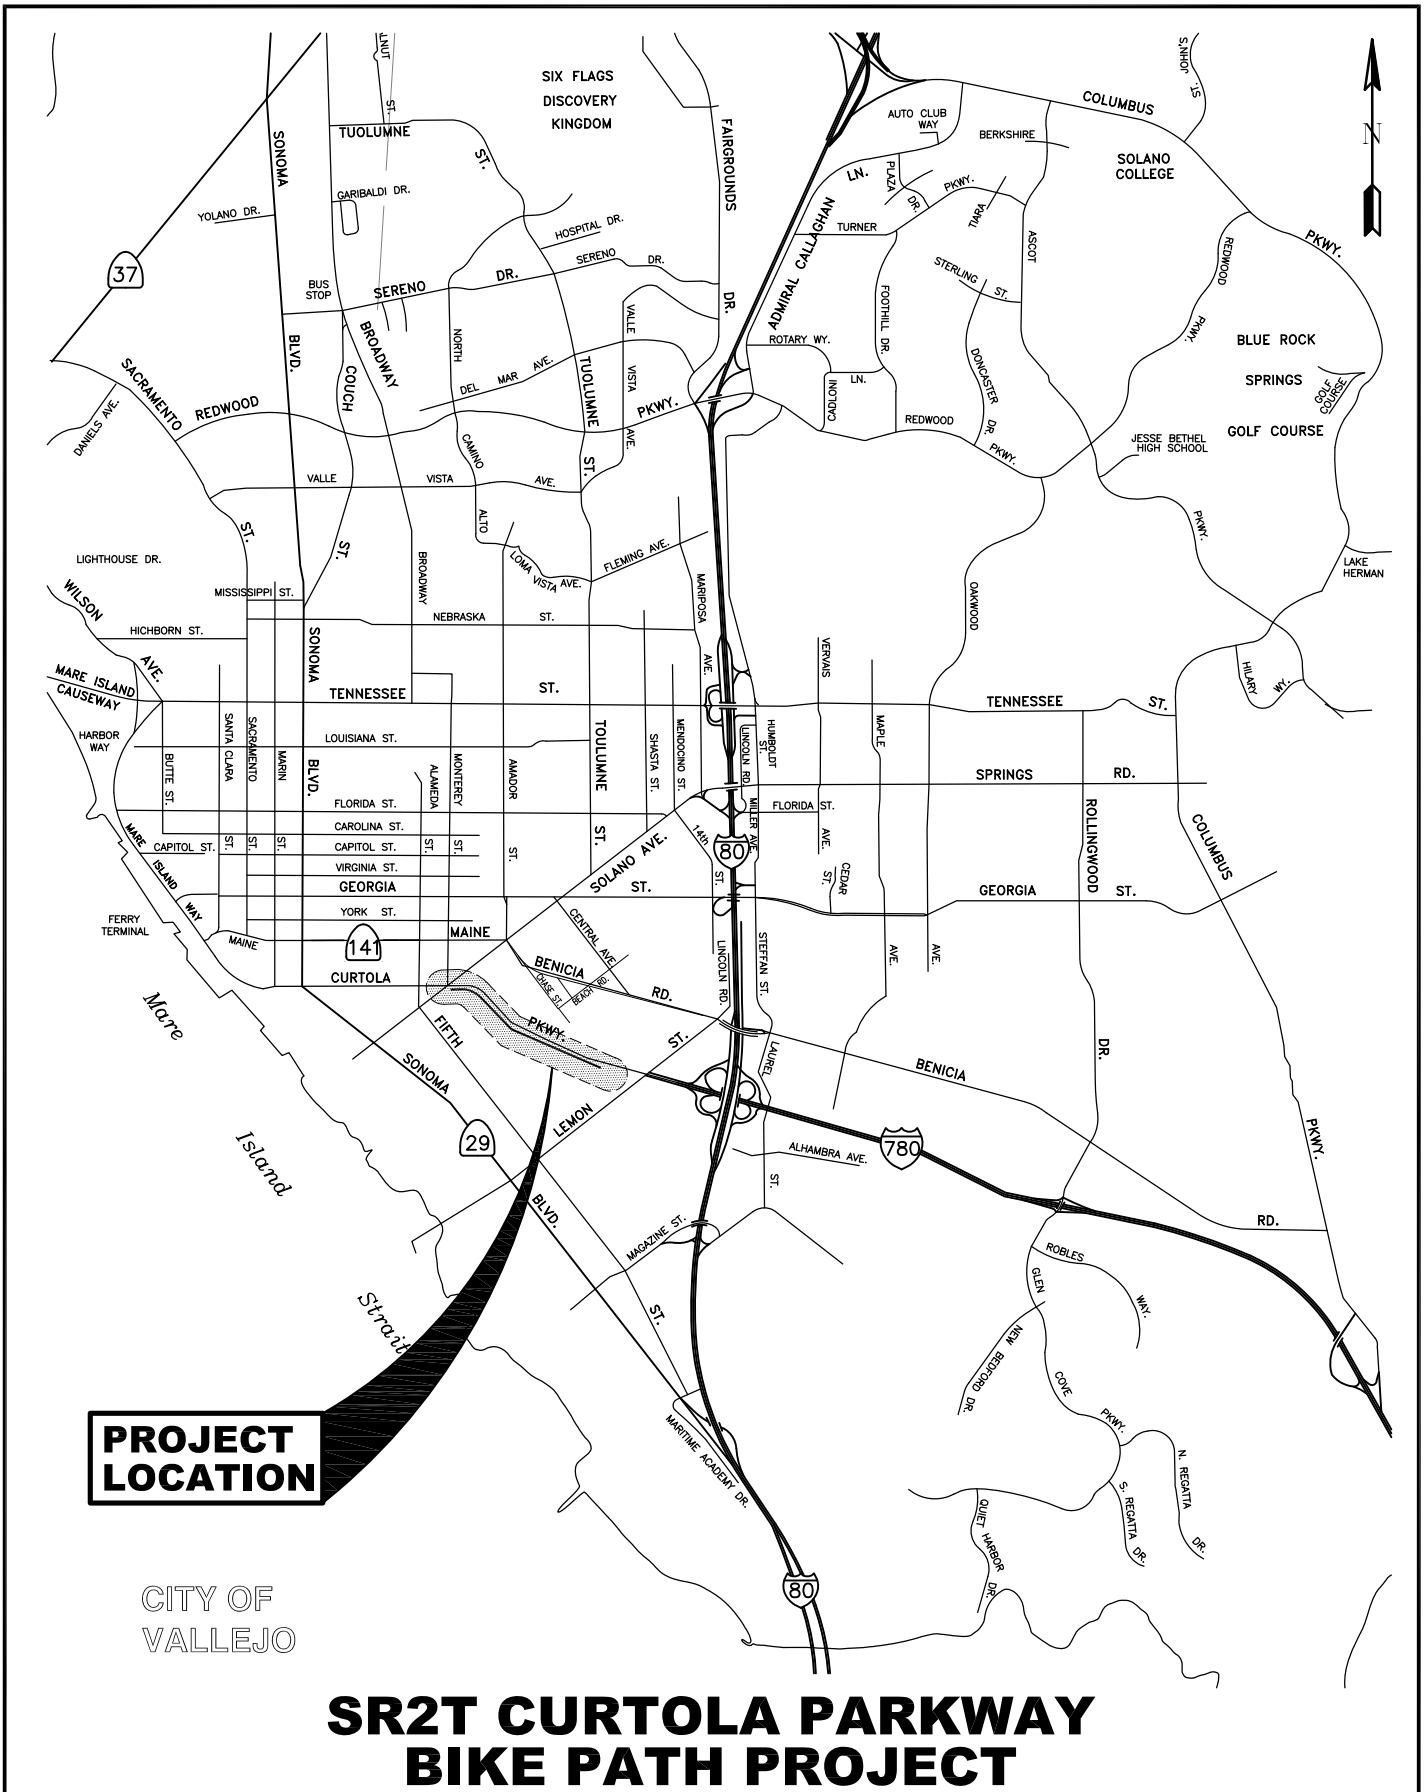 LNUT
ST.
SIX FLAGS
DISCOVERY
KINGDOM
FAIRGROUNDS
DR.
ST. JOHN'S
COLUMBUS
PKWY.
N
AUTO CLUB
WAY
BERKSHIRE
SOLANO
COLLEGE
SONOMA
BLVD.
TUOLUMNE
ST.
GARIBALDI DR.
YOLANO DR.
HOSPITAL DR.
LN.
PLAZA
DR.
PKWY.
TIARA
TURNER
ASCOT
REDWOOD
PKWY.
ADMIRAL CALLAGHAN
37
BUS
STOP
SERENO
DR.
SERENO
DR.
STERLING
ST.
FOOTHILL DR.
BROADWAY
COUCH
NORTH
VALLE
VISTA
AVE.
TUOLUMNE
ST.
ROTARY WY.
CADLONI
LN.
DONCASTER
DR.
BLUE ROCK
SPRINGS
GOLF COURSE
GOLF
COURSE
SACRAMENTO
ST.
DANIELS AVE.
REDWOOD
DEL MAR AVE.
PKWY.
REDWOOD
PKWY.
JESSE BETHEL
HIGH SCHOOL
PKWY.
CAMINO
ALTO
VALLE
VISTA
AVE.
ST.
LIGHTHOUSE DR.
BROADWAY
LOMA
VISTA AVE.
FLEMING AVE.
MARIPOSA
AVE.
OAKWOOD
LAKE
HERMAN
WILSON
AVE.
MISSISSIPPI ST.
HICHBORN ST.
NEBRASKA
ST.
SONOMA
BLVD.
VERVAIS
AVE.
HILARY
WY.
MARE ISLAND
CAUSEWAY
TENNESSEE
ST.
TENNESSEE
ST.
HARBOR
WAY
BUTTE ST.
SANTA CLARA
ST.
SACRAMENTO
ST.
MARIN
ST.
LOUISIANA ST.
ALAMEDA
ST.
MONTEREY
ST.
AMADOR
ST.
TOULUMNE
ST.
SHASTA ST.
MENDOCINO ST.
LINCOLN RD.
HUMBOLDT
ST.
MAPLE
AVE.
SPRINGS
RD.
ROLLINGWOOD
DR.
COLUMBUS
PKWY.
FLORIDA ST.
MILLER AVE.
FLORIDA ST.
CAROLINA ST.
CAPITOL ST.
CAPITOL ST.
VIRGINIA ST.
MARE
ISLAND
WAY
SOLANO AVE.
14th
ST.
80
CEDAR
ST.
GEORGIA
ST.
GEORGIA
ST.
YORK ST.
FERRY
TERMINAL
MAINE
141
MAINE
CENTRAL AVE.
LINCOLN RD.
STEFFAN ST.
AVE.
CURTOLA
PKWY.
BENICIA
RD.
CHASE ST.
BEACH RD.
BENICIA
RD.
Mare
Island
Strait
FIFTH
ST.
SONOMA
BLVD.
LEMON
ST.
LAUREL
ST.
29
780
ALHAMBRA AVE.
MAGAZINE ST.
ROBLES
WAY.
GLEN
COVE
PKWY.
NEW BEDFORD DR.
MARITIME ACADEMY DR.
N. REGATTA
DR.
S. REGATTA
DR.
QUIET HARBOR
DR.
80
PROJECT
LOCATION
CITY OF
VALLEJO
SR2T CURTOLA PARKWAY
BIKE PATH PROJECT